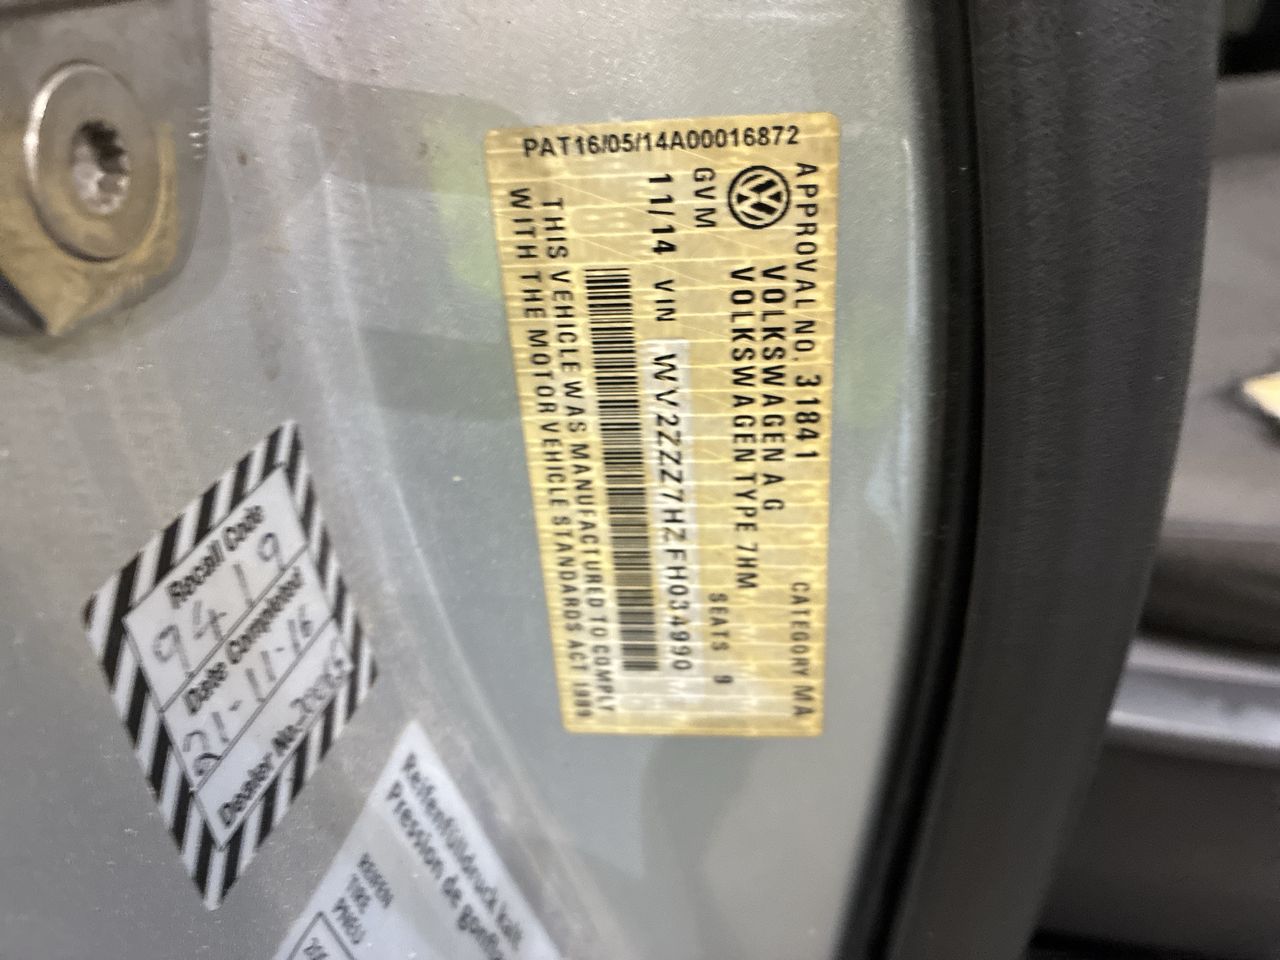 PAT16/05/14A00016872
APPROVAL NO. 31841 CATEGORY MA
VOLKSWAGEN A G
VOLKSWAGEN TYPE 7HM
GVM SEATS 9
11/14 VIN WV2ZZZ7HZFH034990
THIS VEHICLE WAS MANUFACTURED TO COMPLY
WITH THE MOTOR VEHICLE STANDARDS ACT 1989
Recall Code
9419
Date Completed
21-11-16
Dealer No.
Reifenfülldruck kalt
Pression de